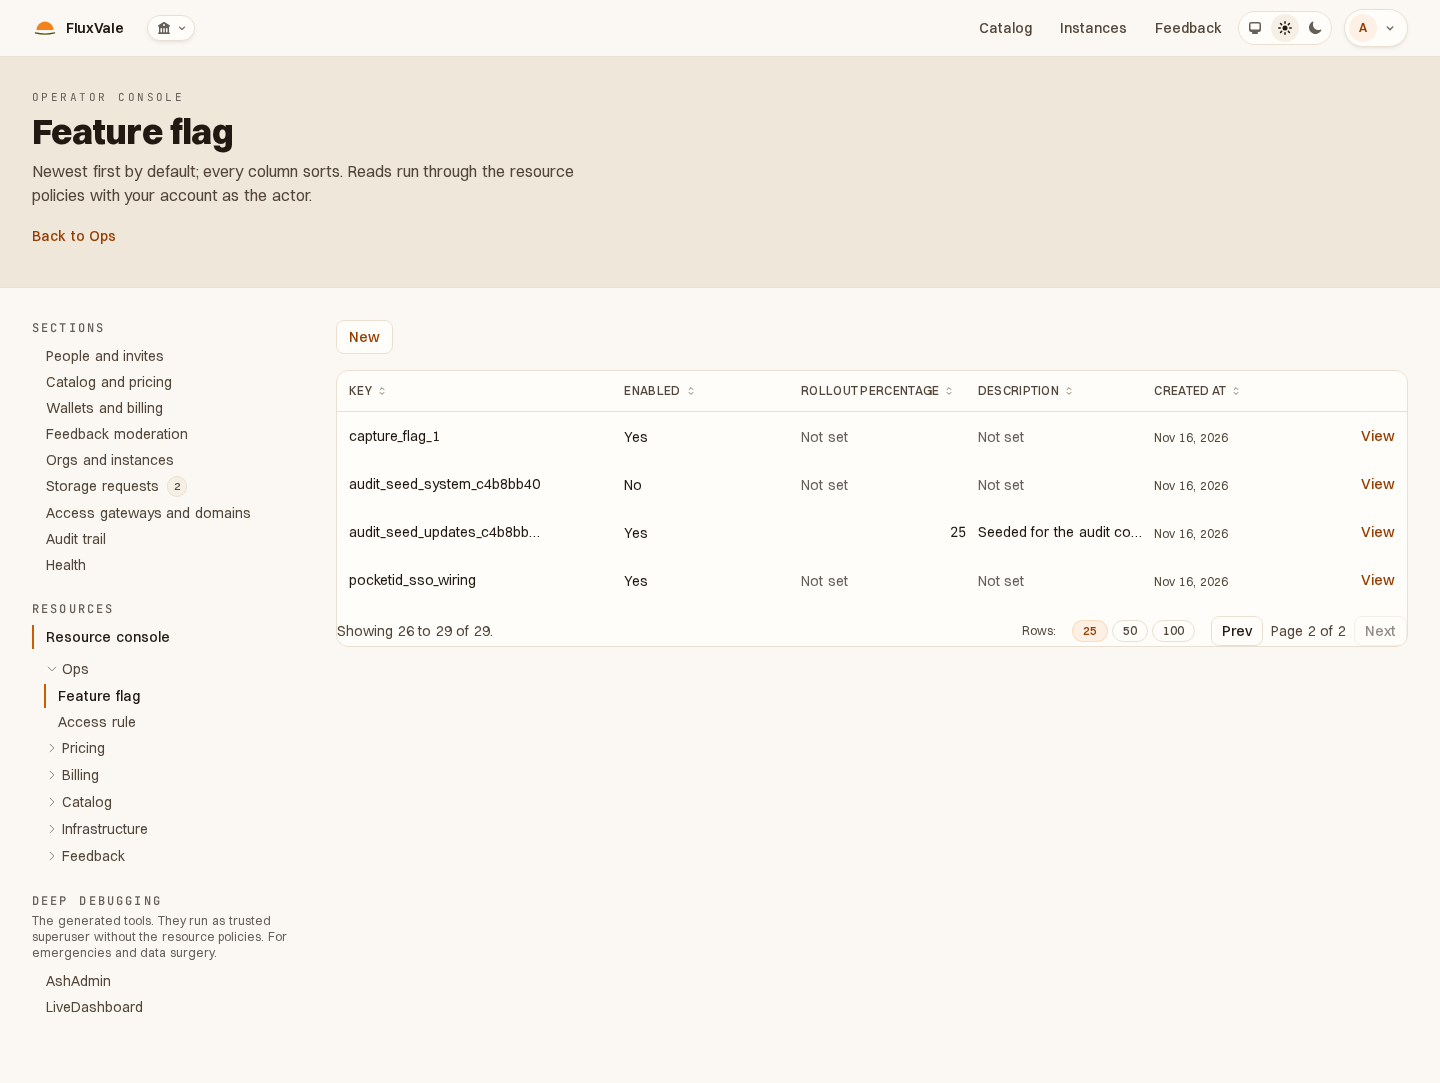 FluxVale
Catalog
Instances
Feedback
A
OPERATOR CONSOLE
Feature flag
Newest first by default; every column sorts. Reads run through the resource
policies with your account as the actor.
Back to Ops
SECTIONS
People and invites
Catalog and pricing
Wallets and billing
Feedback moderation
Orgs and instances
Storage requests 2
Access gateways and domains
Audit trail
Health
RESOURCES
Resource console
Ops
Feature flag
Access rule
Pricing
Billing
Catalog
Infrastructure
Feedback
DEEP DEBUGGING
The generated tools. They run as trusted
superuser without the resource policies. For
emergencies and data surgery.
AshAdmin
LiveDashboard
New
KEY ENABLED ROLLOUT PERCENTAGE DESCRIPTION CREATED AT
capture_flag_1 Yes Not set Not set Nov 16, 2026 View
audit_seed_system_c4b8bb40 No Not set Not set Nov 16, 2026 View
audit_seed_updates_c4b8bb... Yes 25 Seeded for the audit co... Nov 16, 2026 View
pocketid_sso_wiring Yes Not set Not set Nov 16, 2026 View
Showing 26 to 29 of 29. Rows: 25 50 100 Prev Page 2 of 2 Next